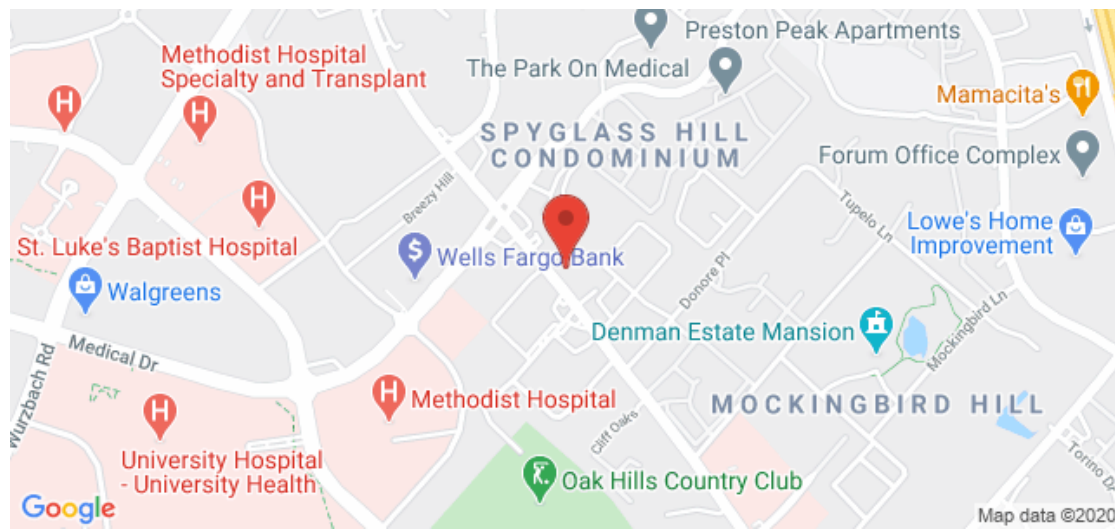 Preston Peak Apartments
Methodist Hospital
Specialty and Transplant
The Park On Medical
Mamacita's
SPYGLASS HILL
CONDOMINIUM
Forum Office Complex
Breezy Hill
Tupelo Ln
St. Luke's Baptist Hospital
Wells Fargo Bank
Lowe's Home
Improvement
Walgreens
Donore Pl
Denman Estate Mansion
Mockingbird Ln
Medical Dr
Wurzbach Rd
Methodist Hospital
MOCKINGBIRD HILL
Cliff Oaks
University Hospital
- University Health
Oak Hills Country Club
Torino D
Google
Map data ©2020
H
H
H
H
H
$